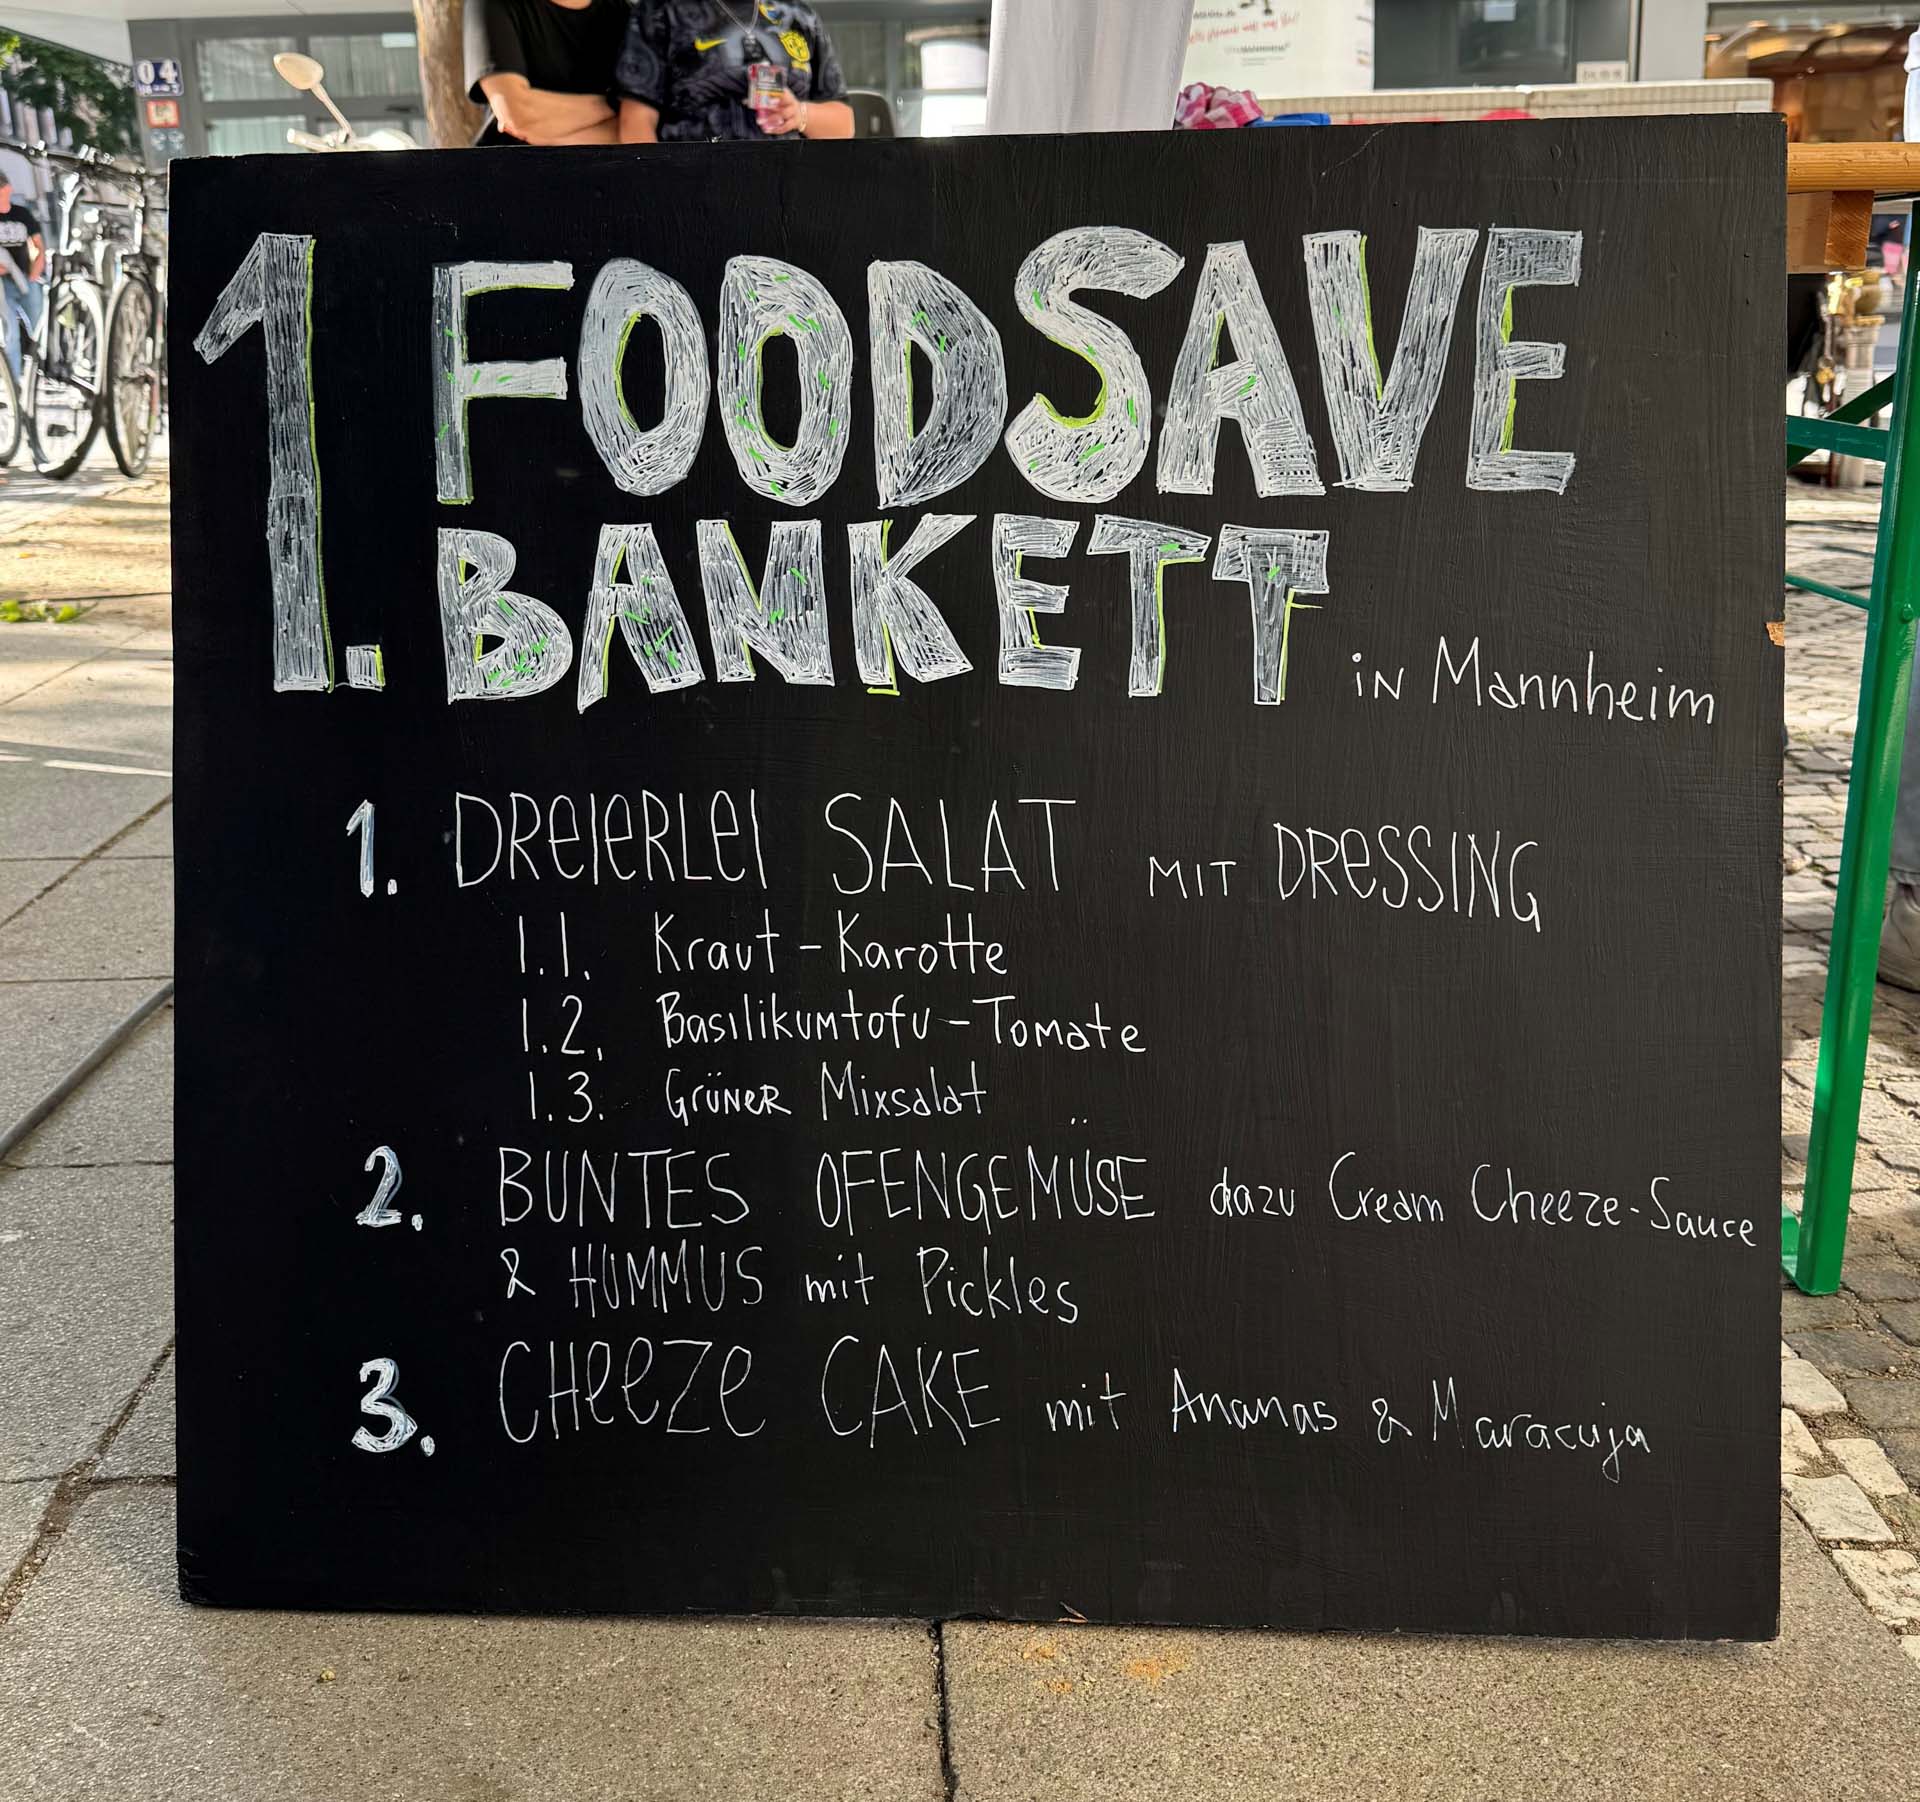 04
1. FOODSAVE
BANKETT in Mannheim
1. DREIERLEI SALAT MIT DRESSING
1.1. Kraut-Karotte
1.2. Basilikumtofu-Tomate
1.3. Grüner Mixsalat
2. BUNTES OFENGEMÜSE dazu Cream Cheeze-Sauce
& HUMMUS mit Pickles
3. CHEEZE CAKE mit Ananas & Maracuja